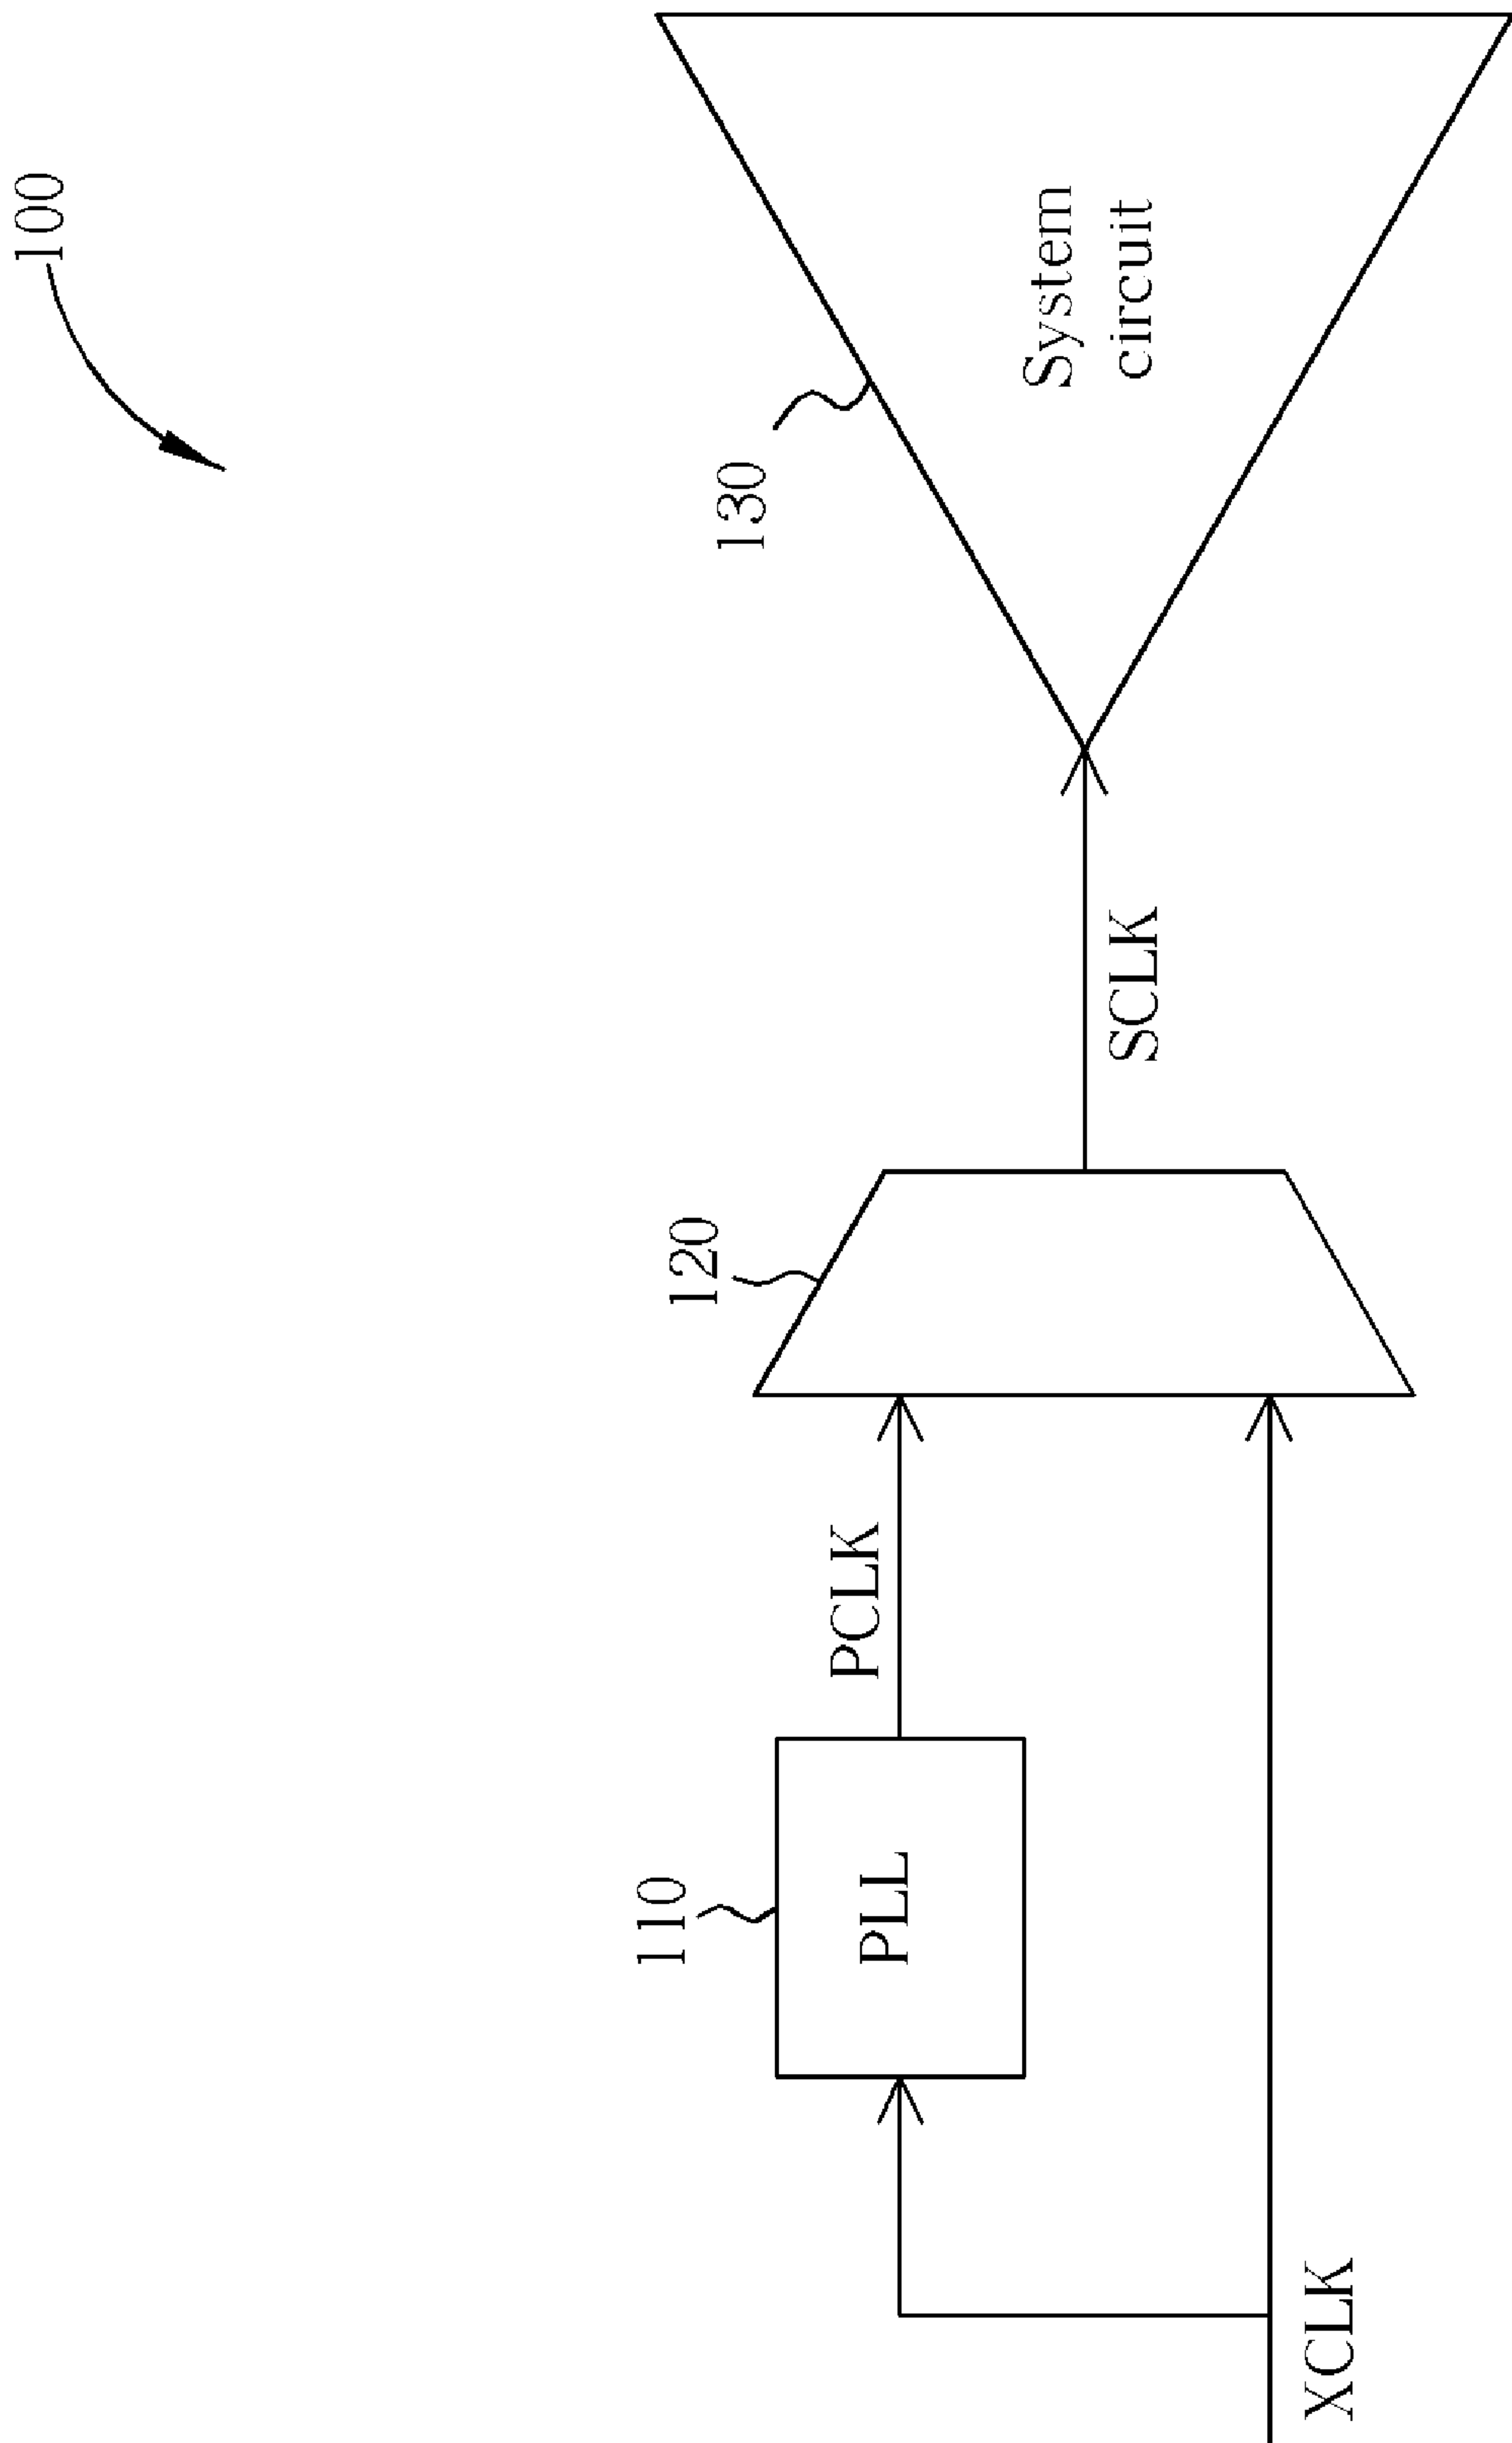 100
110
PLL
PCLK
120
SCLK
130
System
circuit
XCLK